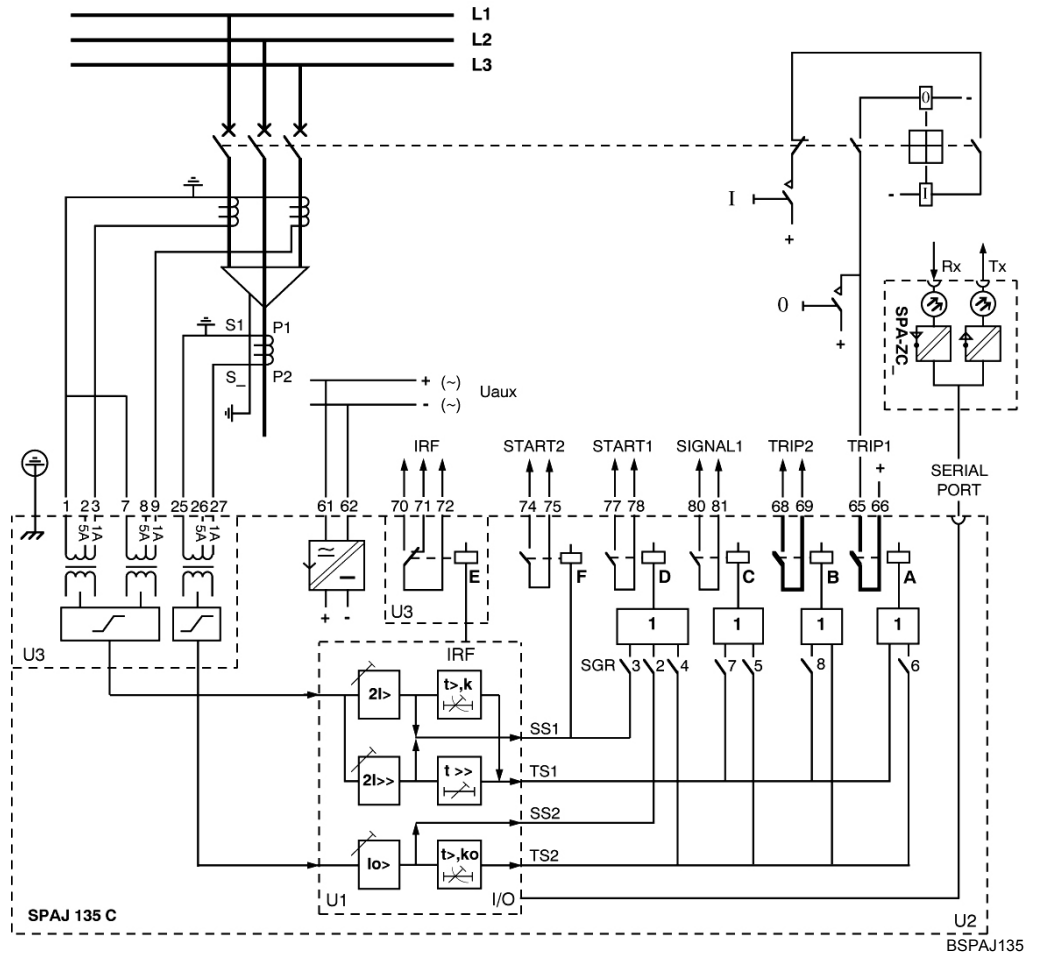 L1
L2
L3
0
-
I
-
I
+
Rx
Tx
0
+
SPA-ZC_
S1
P1
S_
P2
+ (~)
- (~)
Uaux
IRF
START2
START1
SIGNAL1
TRIP2
TRIP1
+
SERIAL
PORT
1
2
3
7
8
9
25
26
27
61
62
70
71
72
74
75
77
78
80
81
68
69
65
66
5A
1A
5A
1A
5A
1A
+
-
E
F
D
C
B
A
U3
U3
1
1
1
1
IRF
SGR
3
2
4
7
5
8
6
2I>
t>,k
SS1
2I>>
t >>
TS1
SS2
Io>
t>,ko
TS2
U1
I/O
SPAJ 135 C
U2
BSPAJ135